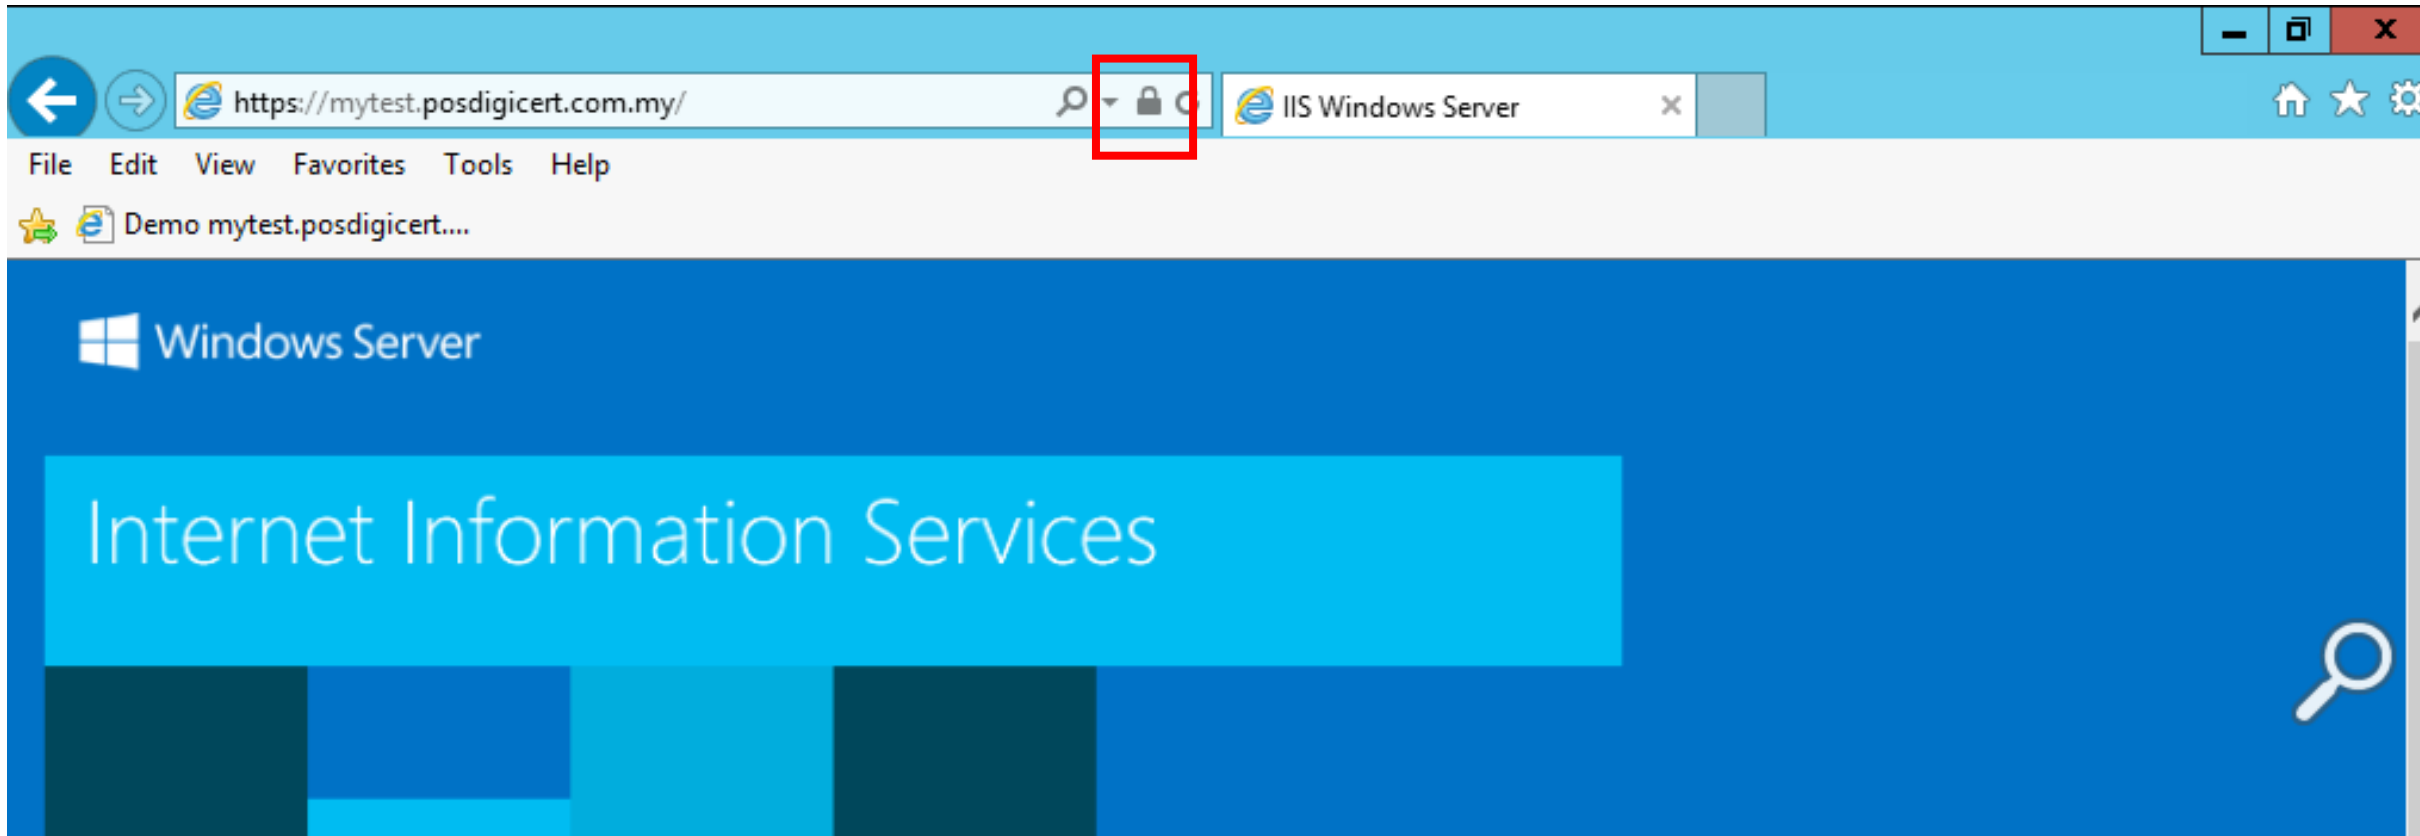 https://mytest.posdigicert.com.my/
IIS Windows Server
File Edit View Favorites Tools Help
Demo mytest.posdigicert....
Windows Server
Internet Information Services